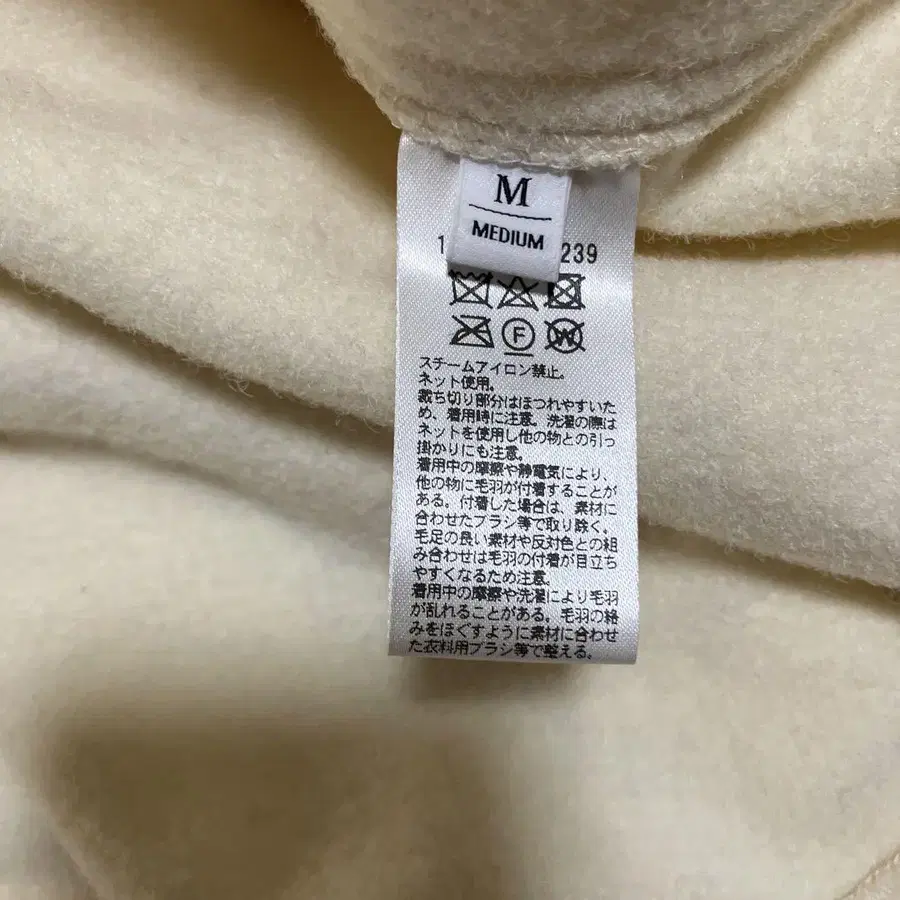 M
MEDIUM
1 239
F
W
スチームアイロン禁止。
ネット使用。
裁ち切り部分はほつれやすいた
め、着用時に注意。洗濯の際は
ネットを使用し他の物との引っ
掛かりにも注意。
着用中の摩擦や静電気により、
他の物に毛羽が付着することが
ある。付着した場合は、素材に
合わせたブラシ等で取り除く。
毛足の長い素材や反対色との組
み合わせは毛羽の付着が目立ち
やすくなるため注意。
着用中の摩擦や洗濯により毛羽
が乱れることがある。毛羽の絡
みをほぐすように素材に合わせ
た衣料用ブラシ等で整える。